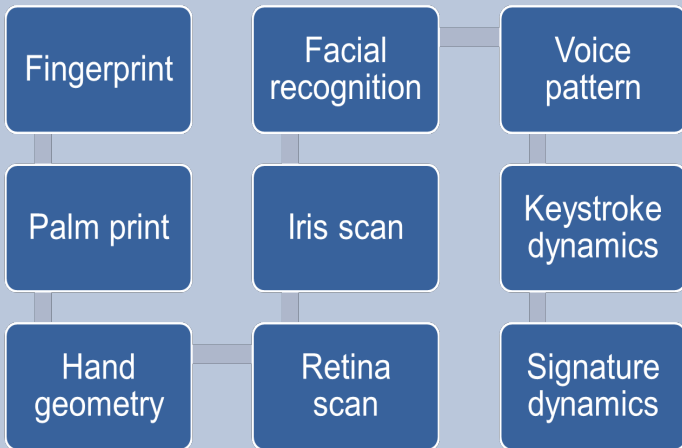 Fingerprint
Palm print
Hand
geometry
Retina
scan
Iris scan
Facial
recognition
Voice
pattern
Keystroke
dynamics
Signature
dynamics